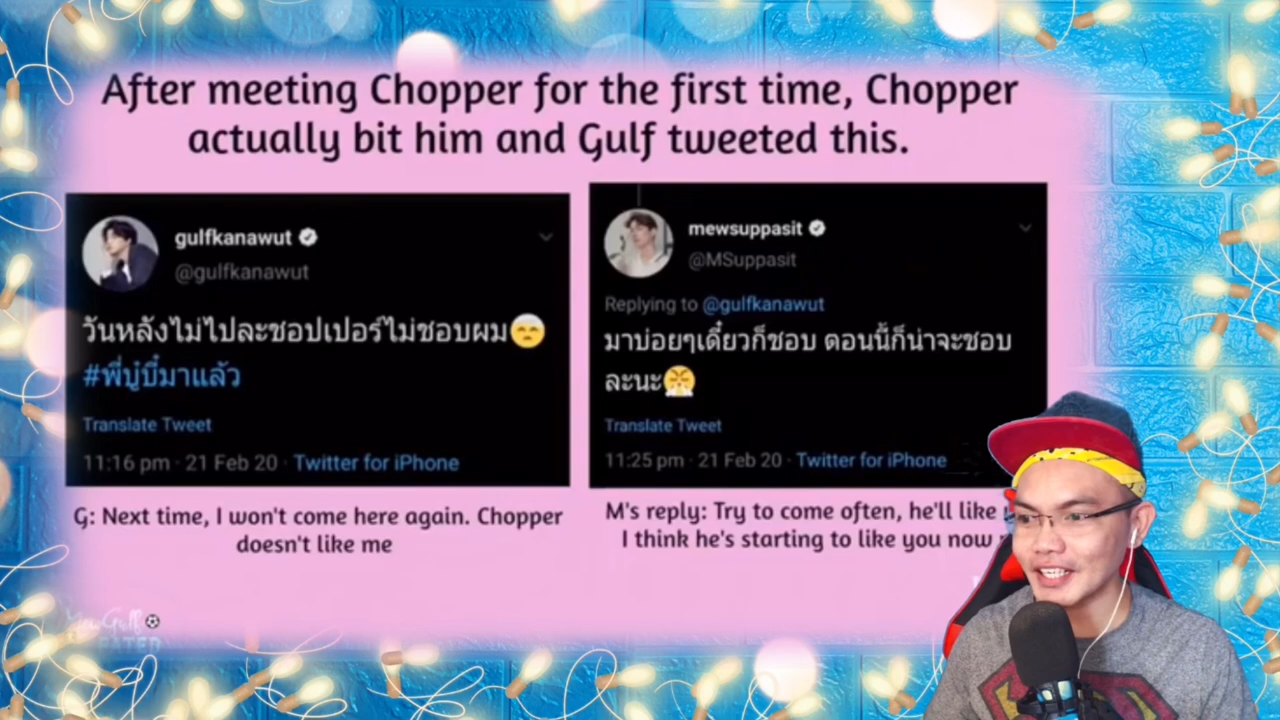 After meeting Chopper for the first time, Chopper
actually bit him and Gulf tweeted this.
gulfkanawut
@gulfkanawut
วันหลังไม่ไปละชอปเปอร์ไม่ชอบผม😞
#พี่บู๋บี๋มาแล้ว
Translate Tweet
11:16 pm · 21 Feb 20 · Twitter for iPhone
G: Next time, I won't come here again. Chopper
doesn't like me
mewsuppasit
@MSuppasit
Replying to @gulfkanawut
มาบ่อยๆเดี๋ยวก็ชอบ ตอนนี้ก็น่าจะชอบ
ละนะ😤
Translate Tweet
11:25 pm · 21 Feb 20 · Twitter for iPhone
M's reply: Try to come often, he'll like
I think he's starting to like you now